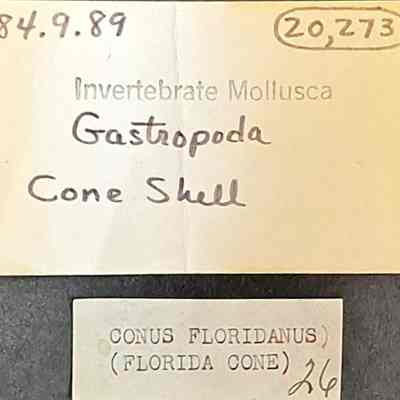 84.9.89 20,273
Invertebrate Mollusca
Gastropoda
Cone Shell
CONUS FLORIDANUS)
(FLORIDA CONE) 26